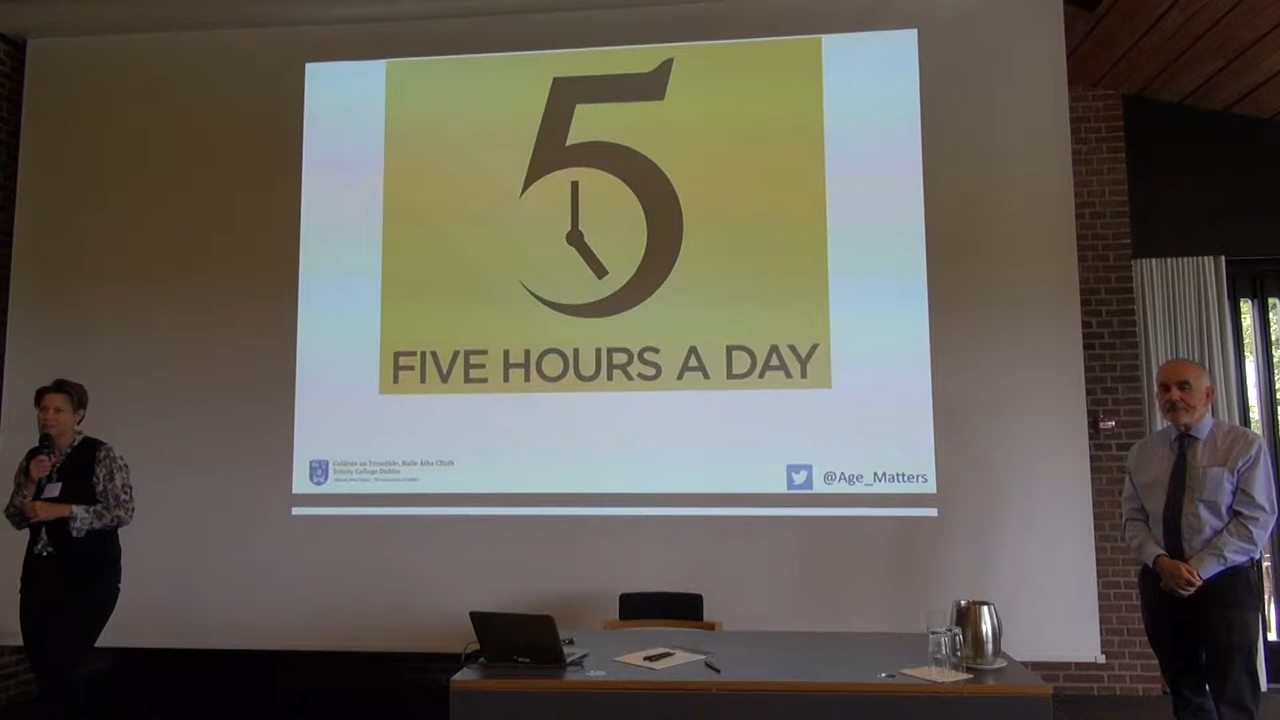 5
FIVE HOURS A DAY
Coláiste na Tríonóide, Baile Átha Cliath
Trinity College Dublin
@Age_Matters